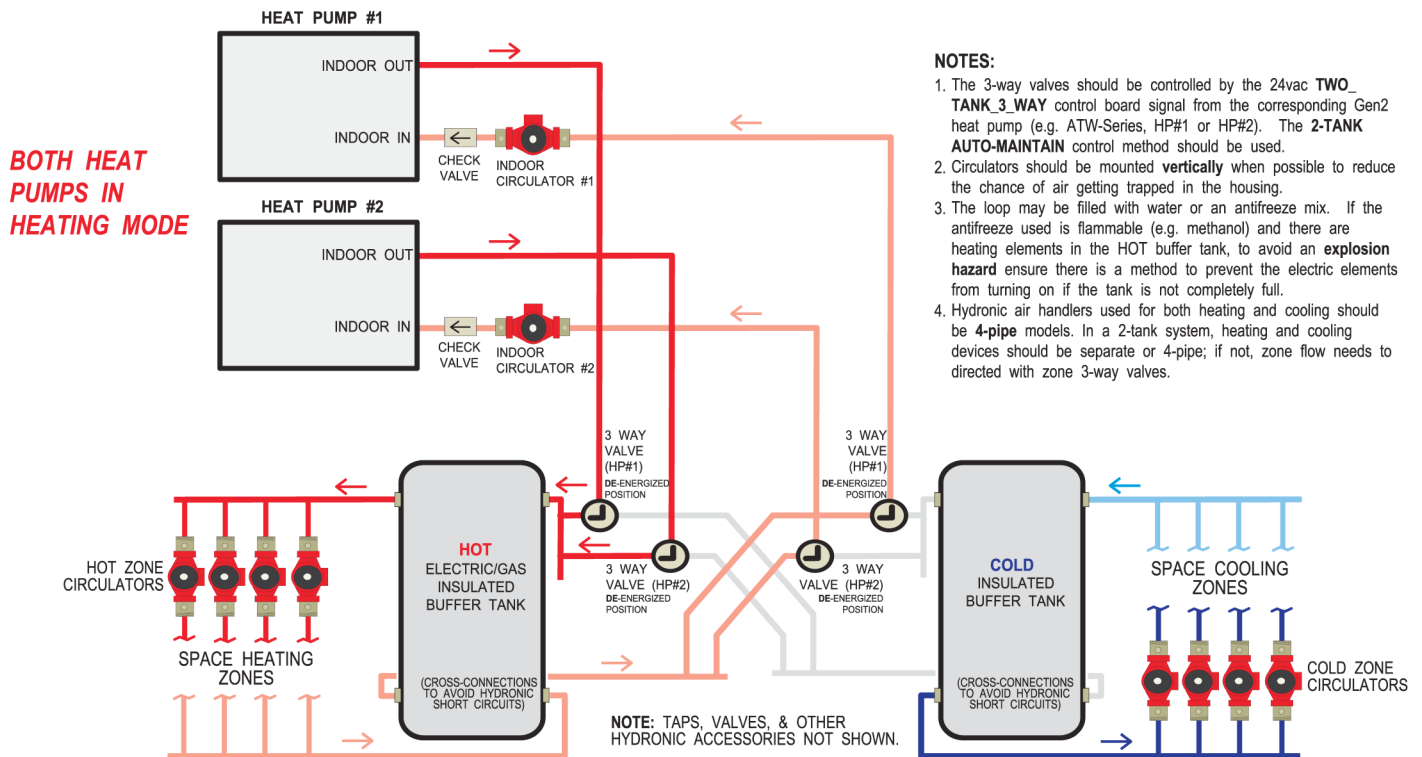 HEAT PUMP #1
INDOOR OUT
INDOOR IN
CHECK
VALVE
INDOOR
CIRCULATOR #1
BOTH HEAT
PUMPS IN
HEATING MODE
HEAT PUMP #2
INDOOR OUT
INDOOR IN
CHECK
VALVE
INDOOR
CIRCULATOR #2
NOTES:
1. The 3-way valves should be controlled by the 24vac TWO_
TANK_3_WAY control board signal from the corresponding Gen2
heat pump (e.g. ATW-Series, HP#1 or HP#2). The 2-TANK
AUTO-MAINTAIN control method should be used.
2. Circulators should be mounted vertically when possible to reduce
the chance of air getting trapped in the housing.
3. The loop may be filled with water or an antifreeze mix. If the
antifreeze used is flammable (e.g. methanol) and there are
heating elements in the HOT buffer tank, to avoid an explosion
hazard ensure there is a method to prevent the electric elements
from turning on if the tank is not completely full.
4. Hydronic air handlers used for both heating and cooling should
be 4-pipe models. In a 2-tank system, heating and cooling
devices should be separate or 4-pipe; if not, zone flow needs to
directed with zone 3-way valves.
3 WAY
VALVE
(HP#1)
DE-ENERGIZED
POSITION
3 WAY
VALVE
(HP#1)
DE-ENERGIZED
POSITION
3 WAY
VALVE (HP#2)
DE-ENERGIZED
POSITION
3 WAY
VALVE (HP#2)
DE-ENERGIZED
POSITION
HOT ZONE
CIRCULATORS
SPACE HEATING
ZONES
HOT
ELECTRIC/GAS
INSULATED
BUFFER TANK
(CROSS-CONNECTIONS
TO AVOID HYDRONIC
SHORT CIRCUITS)
COLD
INSULATED
BUFFER TANK
(CROSS-CONNECTIONS
TO AVOID HYDRONIC
SHORT CIRCUITS)
SPACE COOLING
ZONES
COLD ZONE
CIRCULATORS
NOTE: TAPS, VALVES, & OTHER
HYDRONIC ACCESSORIES NOT SHOWN.